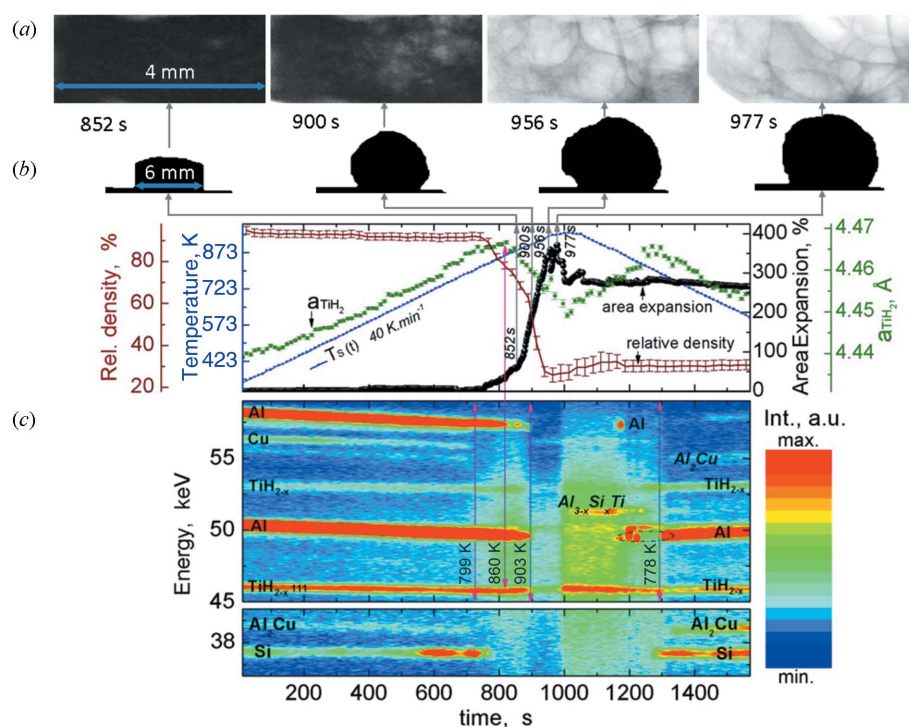 (a)
4 mm
852 s
900 s
956 s
977 s
(b)
6 mm
Rel. density, %
80
60
40
20
Temperature, K
873
723
573
423
a TiH₂
Tₛ(t) 40 K.min⁻¹
852 s
900 s
956 s
977 s
area expansion
relative density
400
300
200
100
0
Area Expansion, %
4.47
4.46
4.45
4.44
a TiH₂, Å
(c)
Energy, keV
55
50
45
38
Al
Cu
TiH₂₋ₓ
Al
TiH₂₋ₓ 111
Al₂Cu
Si
799 K
860 K
903 K
778 K
Al
Al₂Cu
TiH₂₋ₓ
Al₃₋ₓSiₓTi
Al
TiH₂₋ₓ
Al₂Cu
Si
200
400
600
800
1000
1200
1400
time, s
Int., a.u.
max.
min.